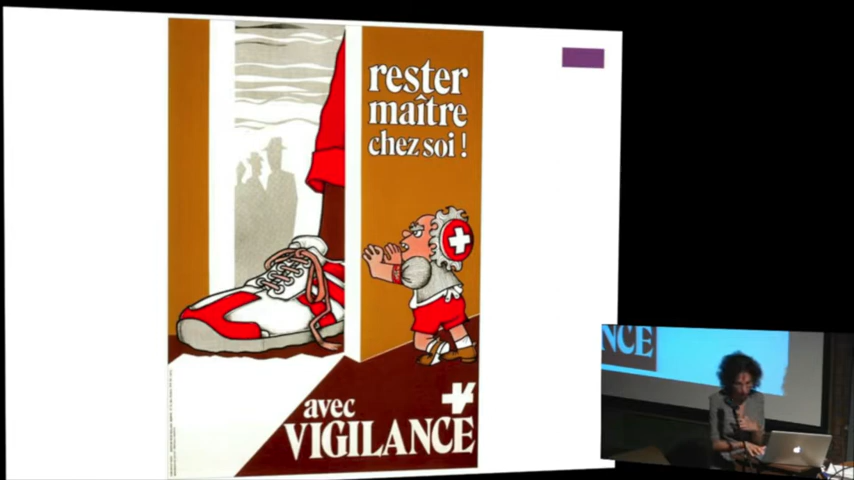 rester
maître
chez soi !
avec
VIGILANCE
NCE